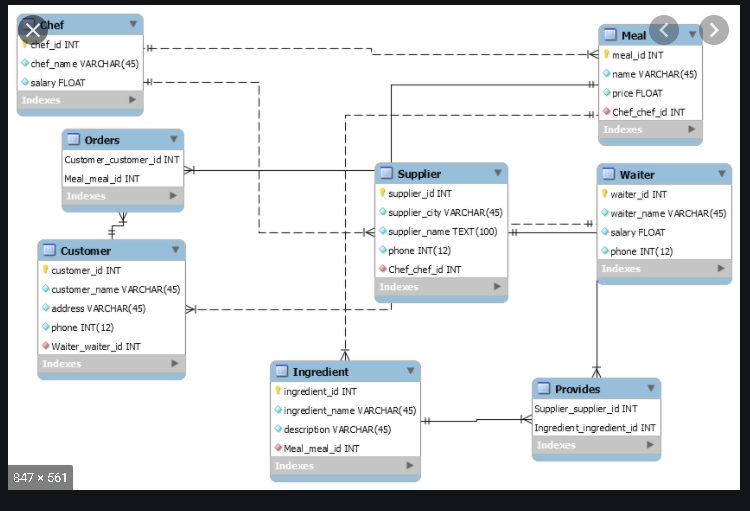 Chef
chef_id INT
chef_name VARCHAR(45)
salary FLOAT
Indexes
Meal
meal_id INT
name VARCHAR(45)
price FLOAT
Chef_chef_id INT
Indexes
Orders
Customer_customer_id INT
Meal_meal_id INT
Indexes
Supplier
supplier_id INT
supplier_city VARCHAR(45)
supplier_name TEXT(100)
phone INT(12)
Chef_chef_id INT
Indexes
Waiter
waiter_id INT
waiter_name VARCHAR(45)
salary FLOAT
phone INT(12)
Indexes
Customer
customer_id INT
customer_name VARCHAR(45)
address VARCHAR(45)
phone INT(12)
Waiter_waiter_id INT
Indexes
Ingredient
ingredient_id INT
ingredient_name VARCHAR(45)
description VARCHAR(45)
Meal_meal_id INT
Indexes
Provides
Supplier_supplier_id INT
Ingredient_ingredient_id INT
Indexes
847 × 561